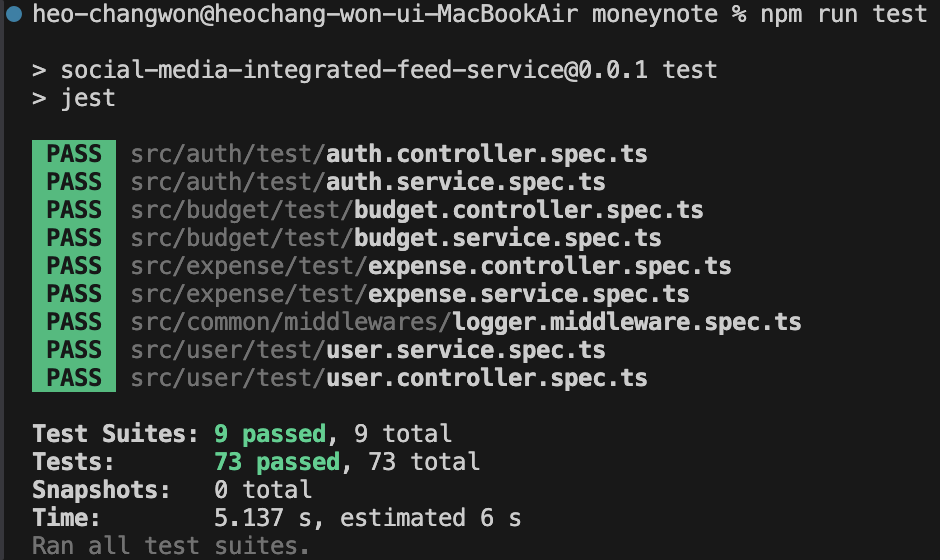 heo-changwon@heochang-won-ui-MacBookAir moneynote % npm run test
> social-media-integrated-feed-service@0.0.1 test
> jest
PASS src/auth/test/auth.controller.spec.ts
PASS src/auth/test/auth.service.spec.ts
PASS src/budget/test/budget.controller.spec.ts
PASS src/budget/test/budget.service.spec.ts
PASS src/expense/test/expense.controller.spec.ts
PASS src/expense/test/expense.service.spec.ts
PASS src/common/middlewares/logger.middleware.spec.ts
PASS src/user/test/user.service.spec.ts
PASS src/user/test/user.controller.spec.ts
Test Suites: 9 passed, 9 total
Tests: 73 passed, 73 total
Snapshots: 0 total
Time: 5.137 s, estimated 6 s
Ran all test suites.